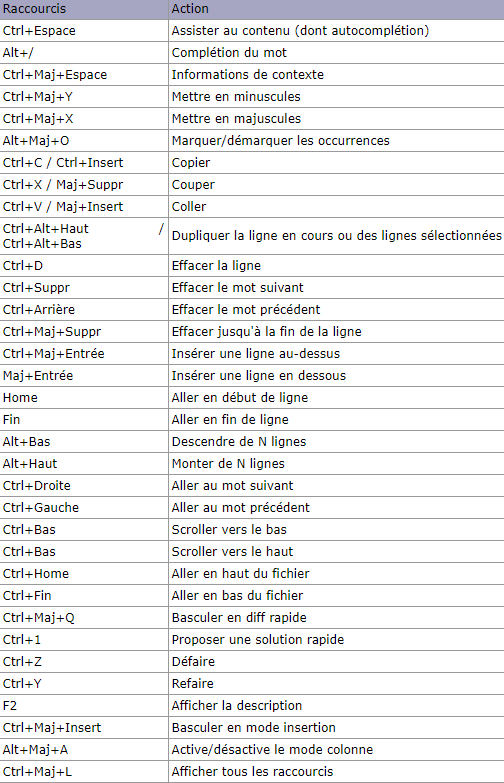 Raccourcis Action
Ctrl+Espace Assister au contenu (dont autocomplétion)
Alt+/ Complétion du mot
Ctrl+Maj+Espace Informations de contexte
Ctrl+Maj+Y Mettre en minuscules
Ctrl+Maj+X Mettre en majuscules
Alt+Maj+O Marquer/démarquer les occurrences
Ctrl+C / Ctrl+Insert Copier
Ctrl+X / Maj+Suppr Couper
Ctrl+V / Maj+Insert Coller
Ctrl+Alt+Haut /
Ctrl+Alt+Bas Dupliquer la ligne en cours ou des lignes sélectionnées
Ctrl+D Effacer la ligne
Ctrl+Suppr Effacer le mot suivant
Ctrl+Arrière Effacer le mot précédent
Ctrl+Maj+Suppr Effacer jusqu'à la fin de la ligne
Ctrl+Maj+Entrée Insérer une ligne au-dessus
Maj+Entrée Insérer une ligne en dessous
Home Aller en début de ligne
Fin Aller en fin de ligne
Alt+Bas Descendre de N lignes
Alt+Haut Monter de N lignes
Ctrl+Droite Aller au mot suivant
Ctrl+Gauche Aller au mot précédent
Ctrl+Bas Scroller vers le bas
Ctrl+Bas Scroller vers le haut
Ctrl+Home Aller en haut du fichier
Ctrl+Fin Aller en bas du fichier
Ctrl+Maj+Q Basculer en diff rapide
Ctrl+1 Proposer une solution rapide
Ctrl+Z Défaire
Ctrl+Y Refaire
F2 Afficher la description
Ctrl+Maj+Insert Basculer en mode insertion
Alt+Maj+A Active/désactive le mode colonne
Ctrl+Maj+L Afficher tous les raccourcis